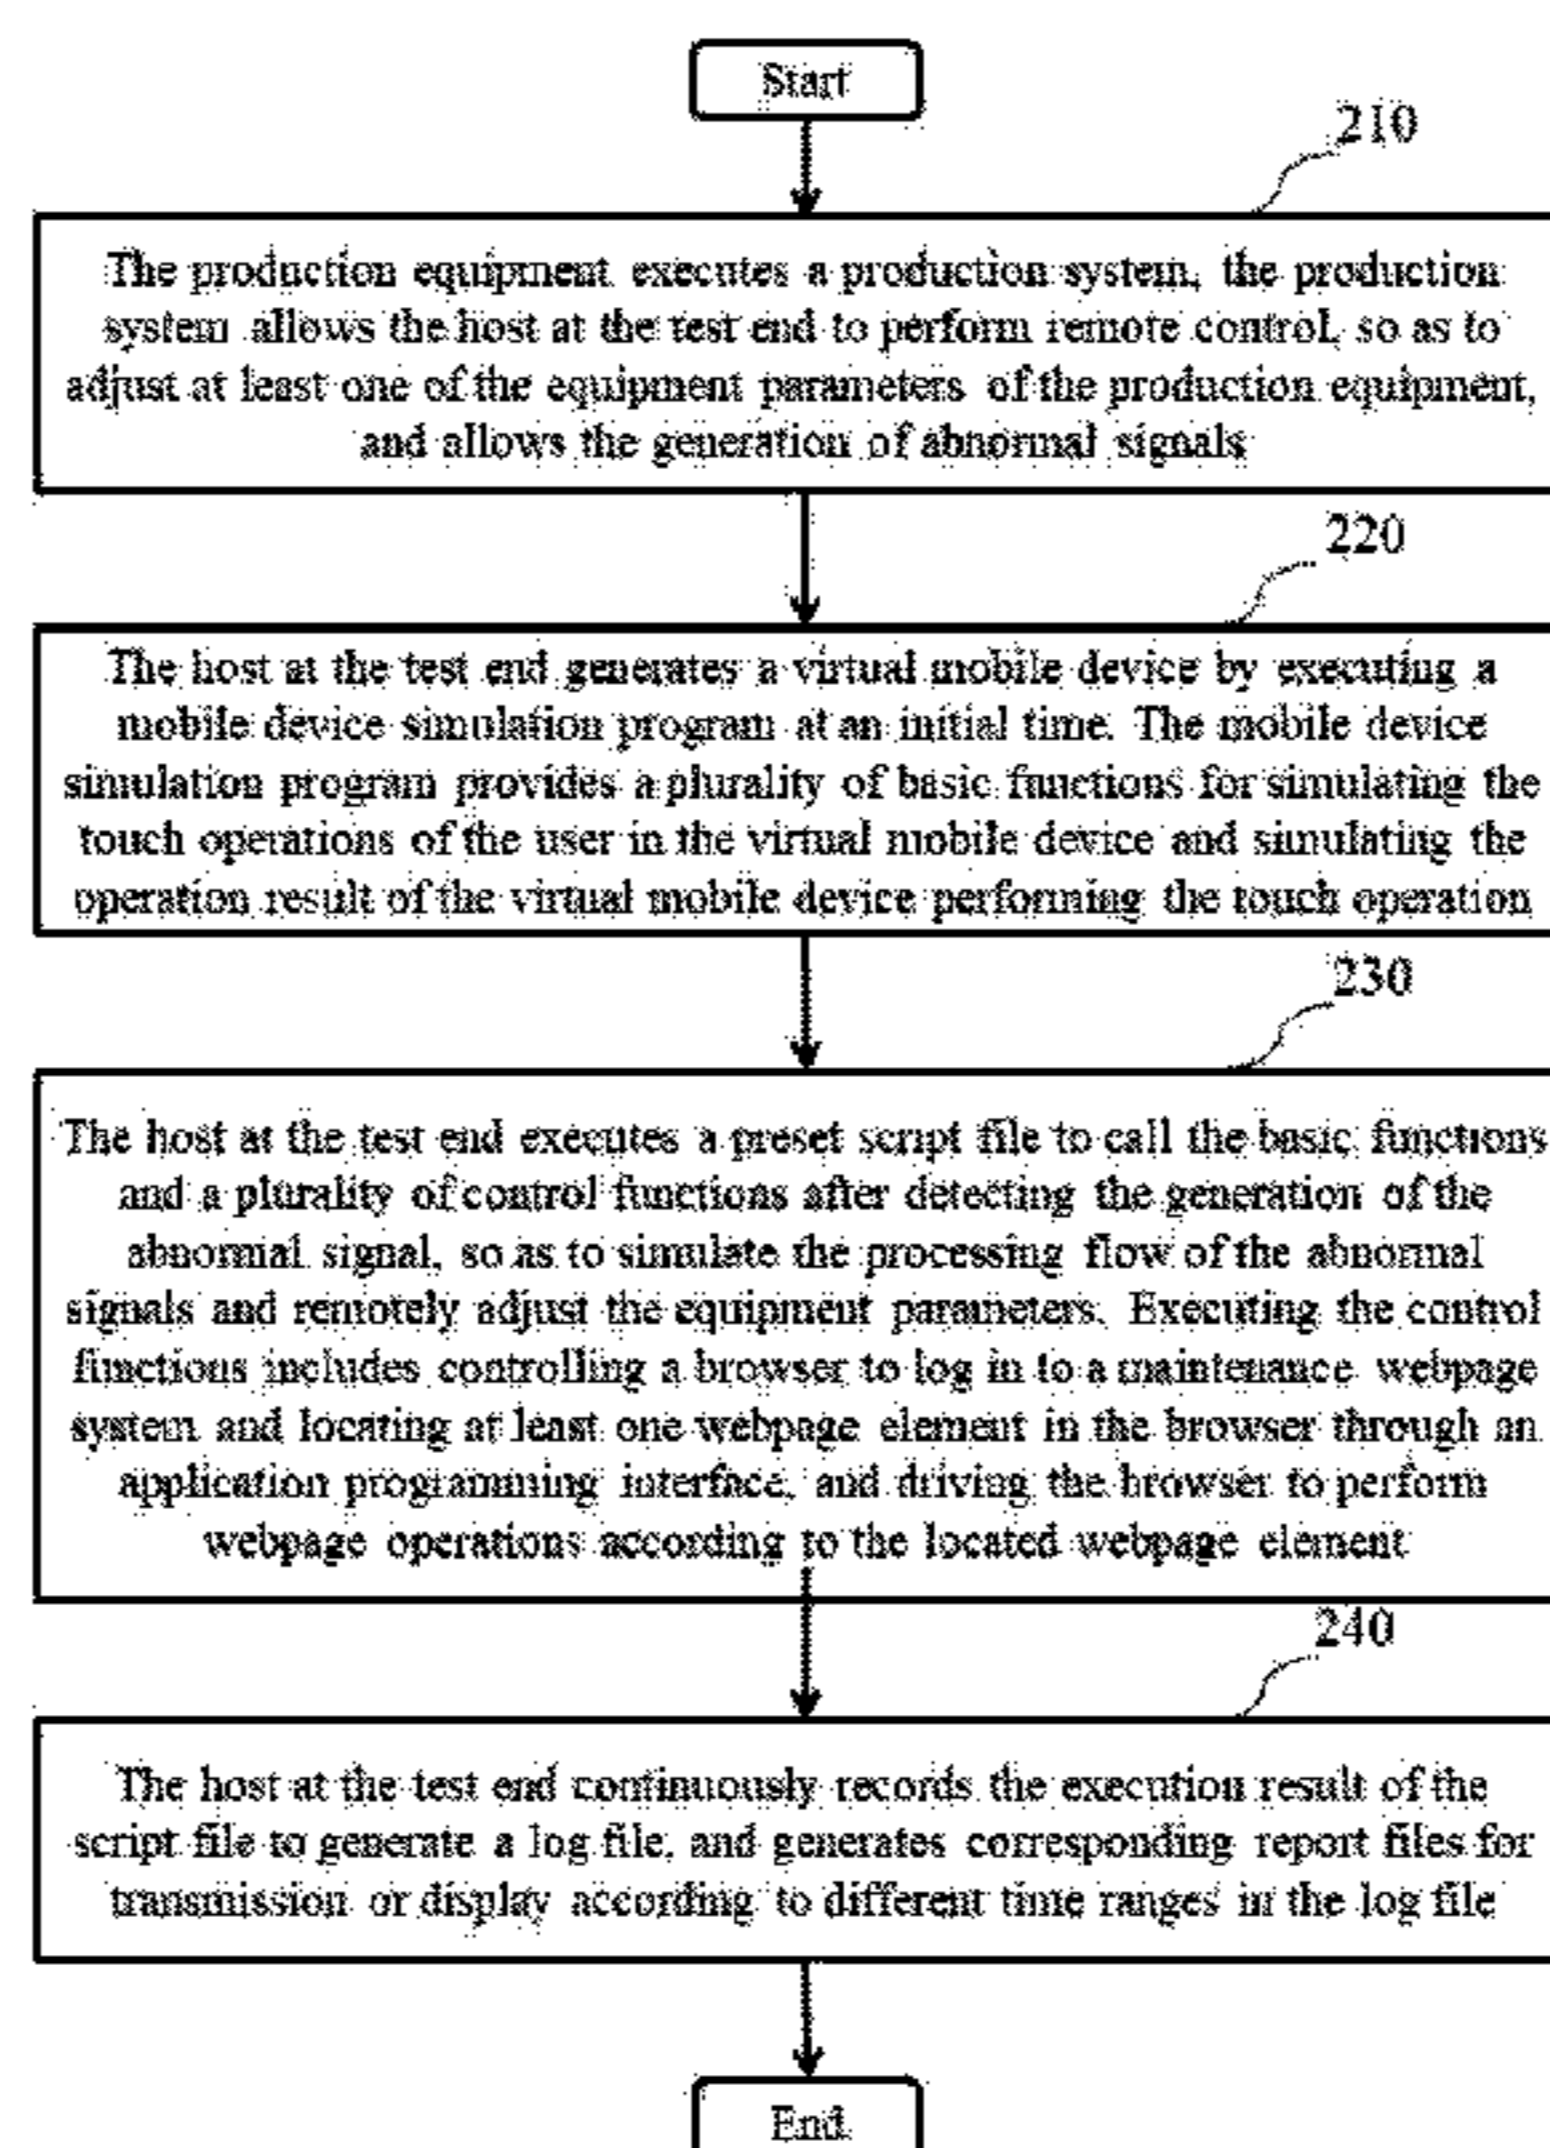 Start
210
The production equipment executes a production system, the production
system allows the host at the test end to perform remote control, so as to
adjust at least one of the equipment parameters of the production equipment,
and allows the generation of abnormal signals
220
The host at the test end generates a virtual mobile device by executing a
mobile device simulation program at an initial time. The mobile device
simulation program provides a plurality of basic functions for simulating the
touch operations of the user in the virtual mobile device and simulating the
operation result of the virtual mobile device performing the touch operation
230
The host at the test end executes a preset script file to call the basic functions
and a plurality of control functions after detecting the generation of the
abnormal signal, so as to simulate the processing flow of the abnormal
signals and remotely adjust the equipment parameters. Executing the control
functions includes controlling a browser to log in to a maintenance webpage
system and locating at least one webpage element in the browser through an
application programming interface, and driving the browser to perform
webpage operations according to the located webpage element
240
The host at the test end continuously records the execution result of the
script file to generate a log file, and generates corresponding report files for
transmission or display according to different time ranges in the log file
End